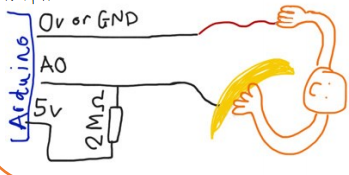 Arduino
0v or GND
A0
5v
2MΩ